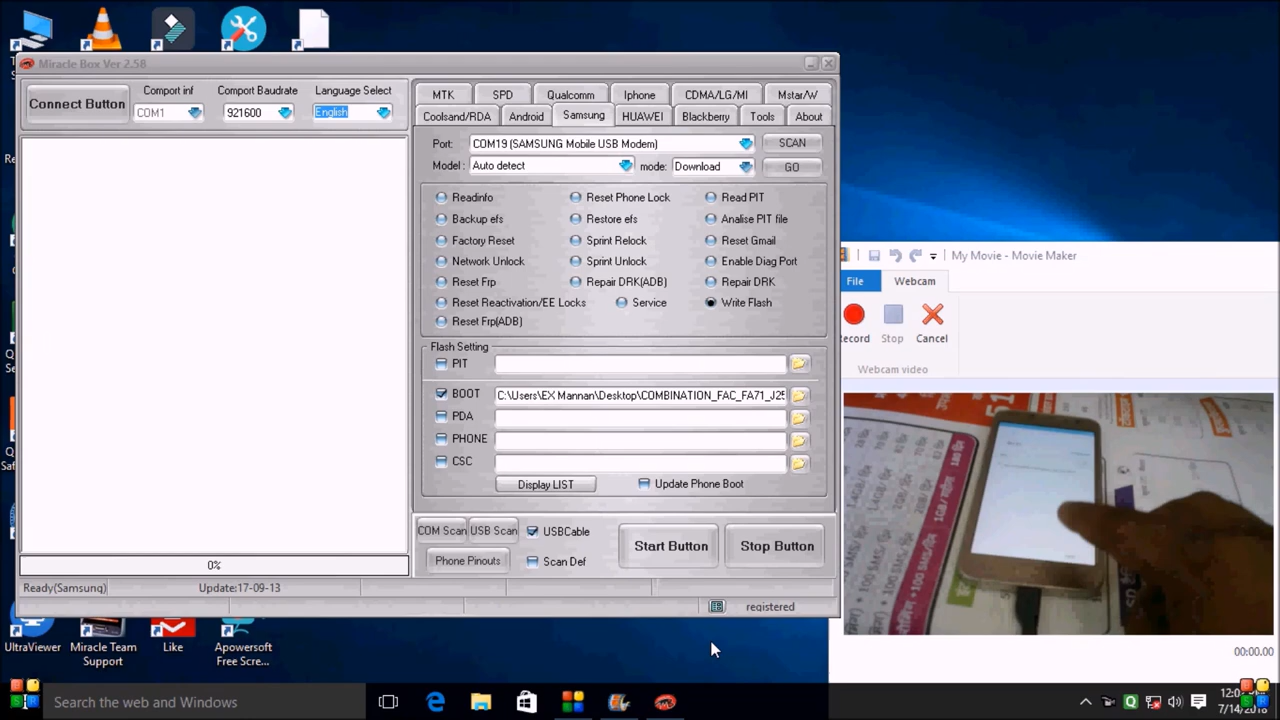 Miracle Box Ver 2.58
Connect Button
Comport inf
Comport Baudrate
Language Select
COM1
921600
English
MTK
SPD
Qualcomm
Iphone
CDMA/LG/MI
Mstar/W
Coolsand/RDA
Android
Samsung
HUAWEI
Blackberry
Tools
About
Port:
COM19 (SAMSUNG Mobile USB Modem)
SCAN
Model:
Auto detect
mode:
Download
GO
Readinfo
Reset Phone Lock
Read PIT
Backup efs
Restore efs
Analise PIT file
Factory Reset
Sprint Relock
Reset Gmail
Network Unlock
Sprint Unlock
Enable Diag Port
Reset Frp
Repair DRK(ADB)
Repair DRK
Reset Reactivation/EE Locks
Service
Write Flash
Reset Frp(ADB)
Flash Setting
PIT
BOOT
C:\Users\EX Mannan\Desktop\COMBINATION_FAC_FA71_J25
PDA
PHONE
CSC
Display LIST
Update Phone Boot
COM Scan
USB Scan
USBCable
Start Button
Stop Button
Phone Pinouts
Scan Def
0%
Ready(Samsung)
Update:17-09-13
registered
My Movie - Movie Maker
File
Webcam
ecord
Stop
Cancel
Webcam video
00:00.00
UltraViewer
Miracle Team
Support
Like
Apowersoft
Free Scre...
Search the web and Windows
12:0
7/14/201